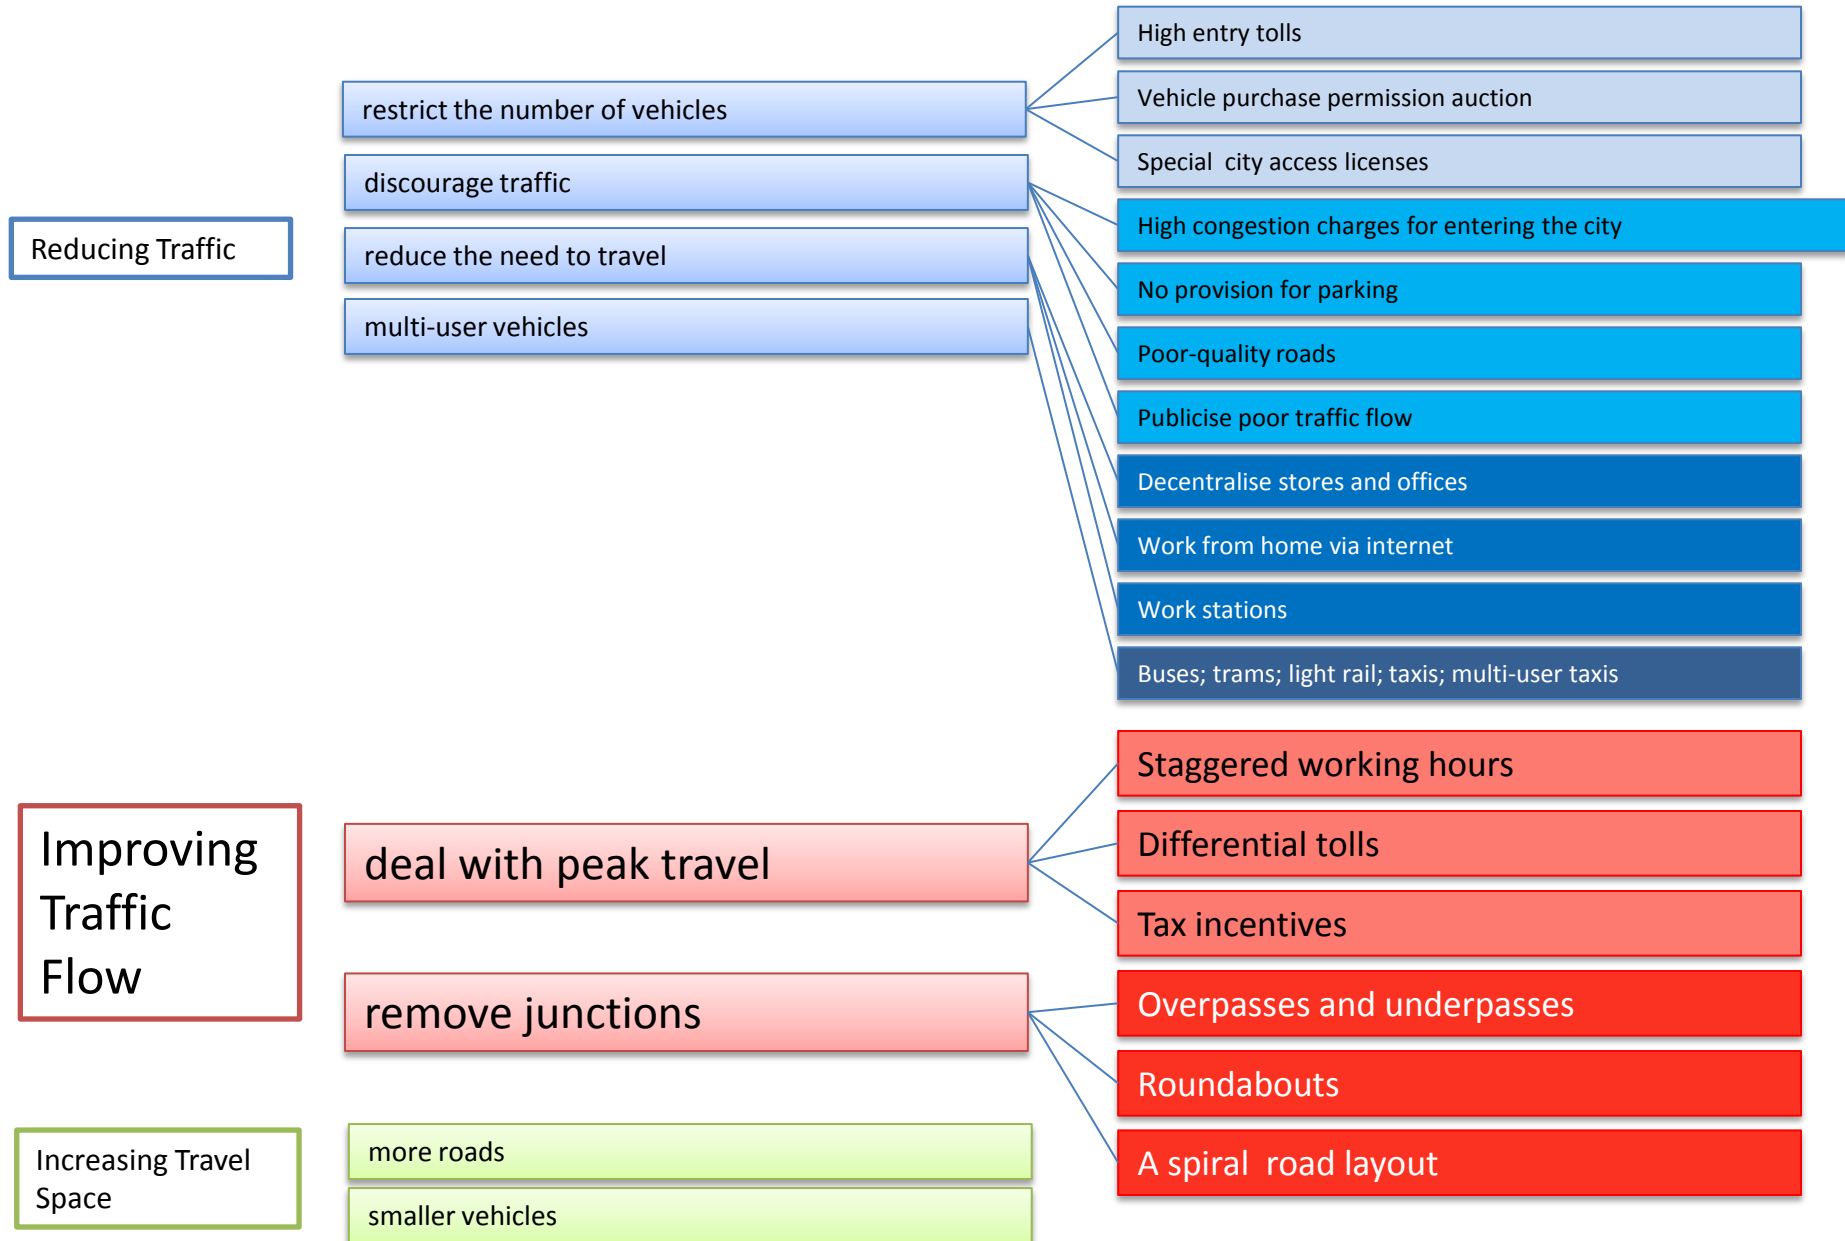 Reducing Traffic
restrict the number of vehicles
discourage traffic
reduce the need to travel
multi-user vehicles
High entry tolls
Vehicle purchase permission auction
Special city access licenses
High congestion charges for entering the city
No provision for parking
Poor-quality roads
Publicise poor traffic flow
Decentralise stores and offices
Work from home via internet
Work stations
Buses; trams; light rail; taxis; multi-user taxis
Improving
Traffic
Flow
deal with peak travel
remove junctions
Staggered working hours
Differential tolls
Tax incentives
Overpasses and underpasses
Roundabouts
A spiral road layout
Increasing Travel
Space
more roads
smaller vehicles